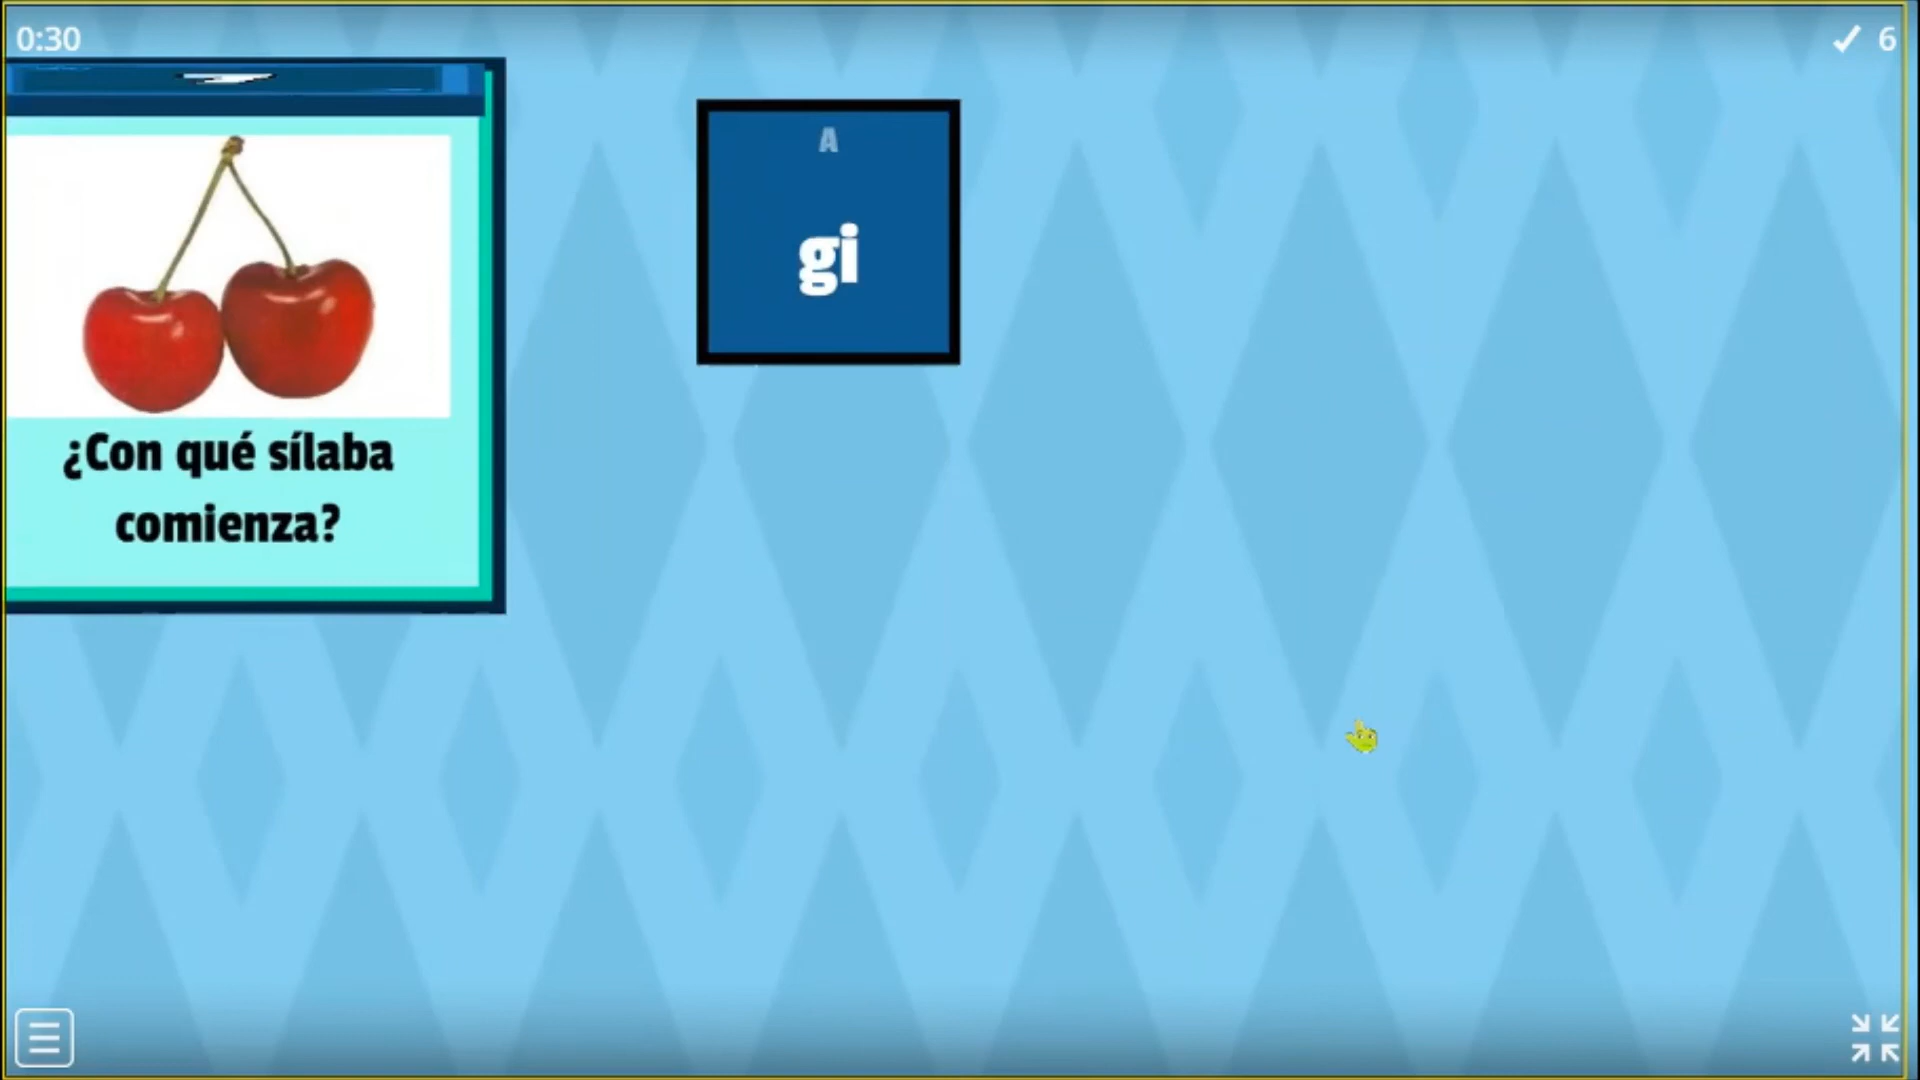 0:30
✓ 6
A
gi
¿Con qué sílaba
comienza?